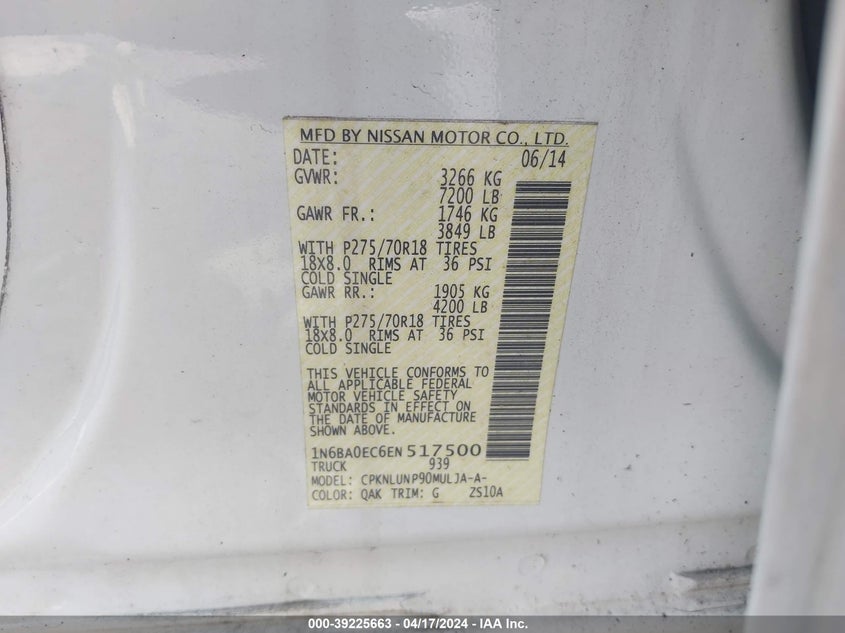 MFD BY NISSAN MOTOR CO., LTD.
DATE: 06/14
GVWR: 3266 KG
7200 LB
GAWR FR.: 1746 KG
3849 LB
WITH P275/70R18 TIRES
18X8.0 RIMS AT 36 PSI
COLD SINGLE
GAWR RR.: 1905 KG
4200 LB
WITH P275/70R18 TIRES
18X8.0 RIMS AT 36 PSI
COLD SINGLE
THIS VEHICLE CONFORMS TO
ALL APPLICABLE FEDERAL
MOTOR VEHICLE SAFETY
STANDARDS IN EFFECT ON
THE DATE OF MANUFACTURE
SHOWN ABOVE.
1N6BA0EC6EN 517500
TRUCK 939
MODEL: CPKNLUNP90MULJA-A-
COLOR: QAK TRIM: G ZS10A
000-39225663 - 04/17/2024 - IAA Inc.